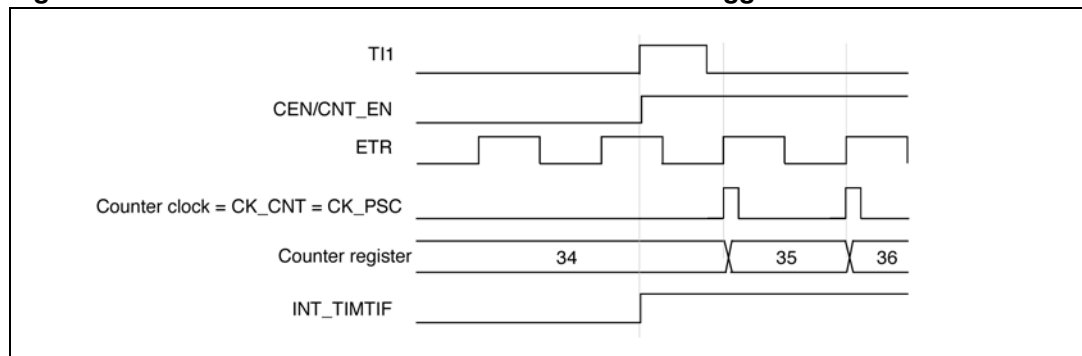 TI1
CEN/CNT_EN
ETR
Counter clock = CK_CNT = CK_PSC
Counter register 34 35 36
INT_TIMTIF